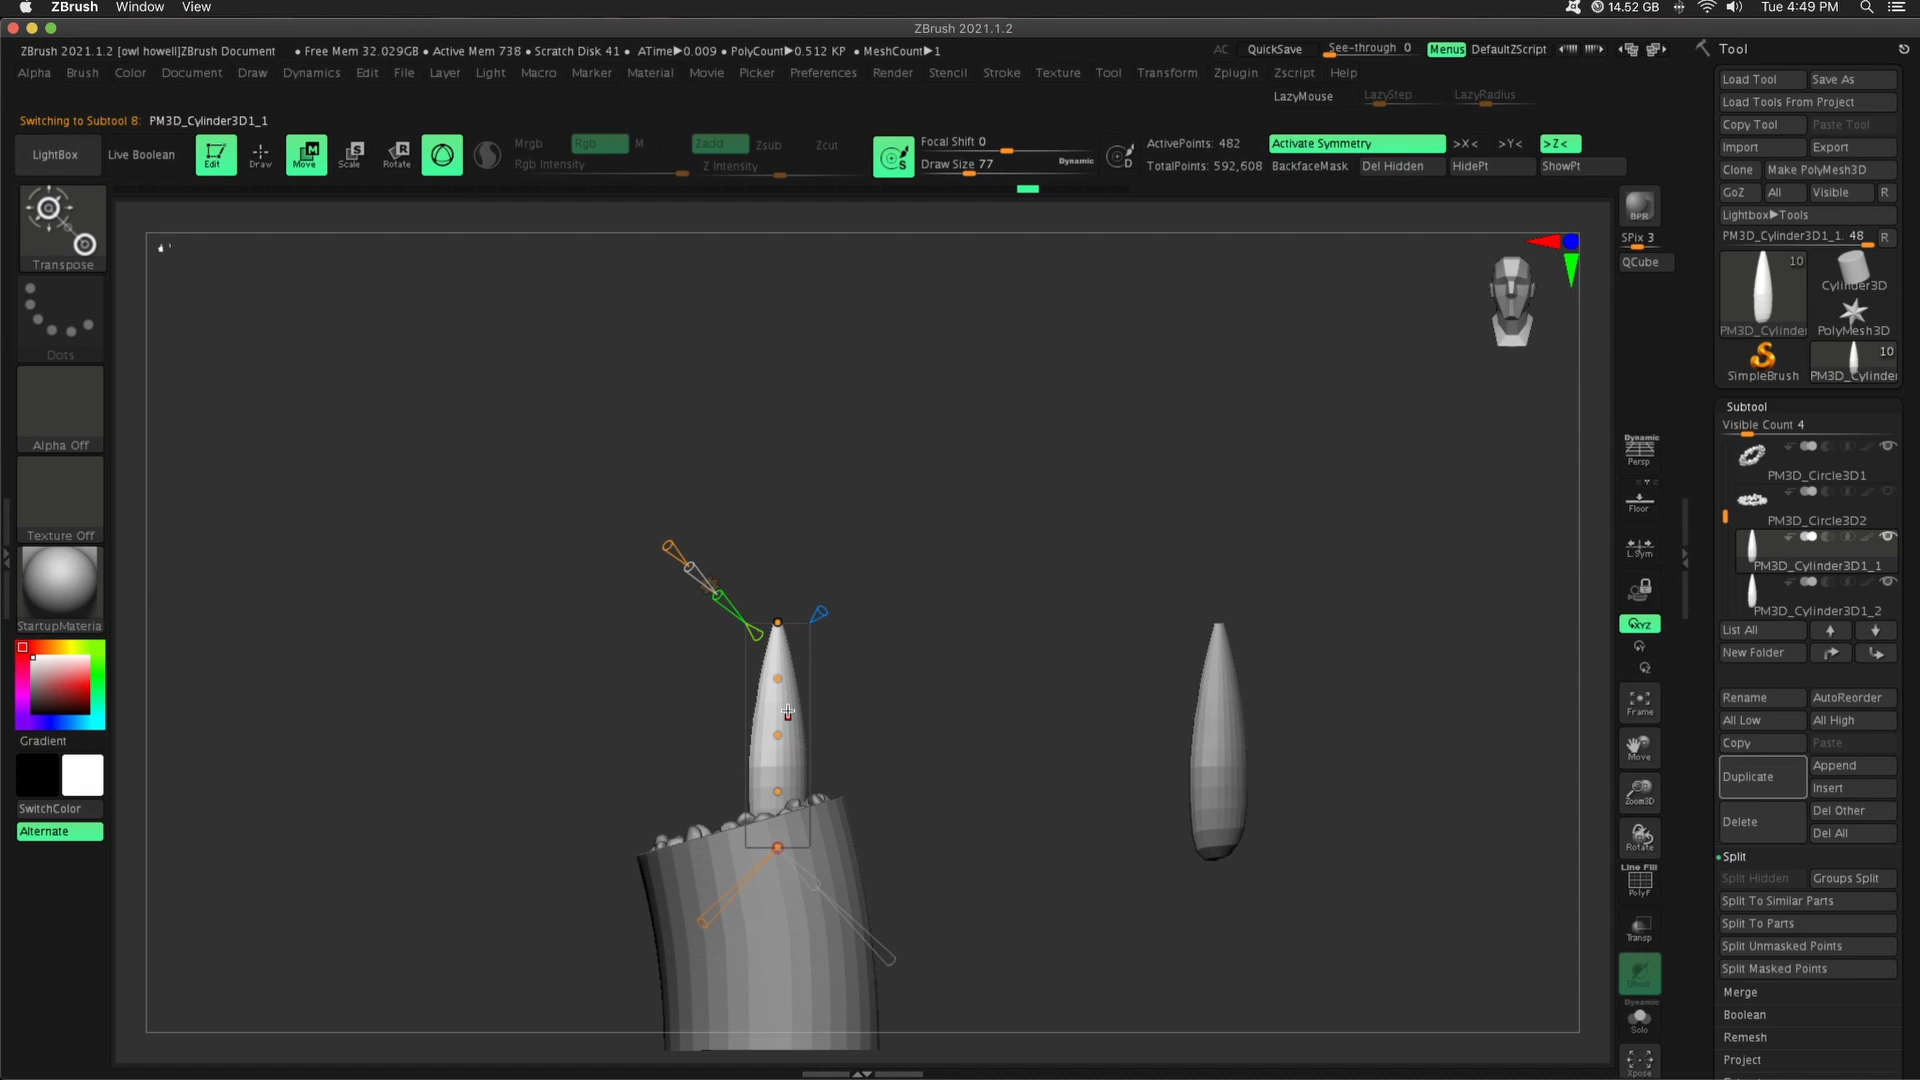 ZBrush Window View 14.52 GB Tue 4:49 PM
ZBrush 2021.1.2
ZBrush 2021.1.2 [owl howell]ZBrush Document • Free Mem 32.029GB • Active Mem 738 • Scratch Disk 41 • ATime▶0.009 • PolyCount▶0.512 KP • MeshCount▶1 AC QuickSave See-through 0 Menus DefaultZScript Tool
Alpha Brush Color Document Draw Dynamics Edit File Layer Light Macro Marker Material Movie Picker Preferences Render Stencil Stroke Texture Tool Transform Zplugin Zscript Help
Load Tool Save As
LazyMouse LazyStep LazyRadius
Load Tools From Project
Switching to Subtool 8: PM3D_Cylinder3D1_1
Copy Tool Paste Tool
LightBox Live Boolean Edit Draw Move Scale Rotate
Mrgb Rgb M Zadd Zsub Zcut
Rgb Intensity Z Intensity
S Focal Shift 0
Draw Size 77 Dynamic
D ActivePoints: 482 Activate Symmetry >X< >Y< >Z<
TotalPoints: 592,608 BackfaceMask Del Hidden HidePt ShowPt
Import Export
Clone Make PolyMesh3D
GoZ All Visible R
Lightbox▶Tools
PM3D_Cylinder3D1_1. 48 R
10
Cylinder3D
PM3D_Cylinder PolyMesh3D
10
SimpleBrush PM3D_Cylinder
Transpose
Dots
Alpha Off
Texture Off
StartupMateria
Gradient
SwitchColor
Alternate
BPR
SPix 3
QCube
Dynamic
Persp
Floor
L.Sym
XYZ
Y
Z
Frame
Move
Zoom3D
Rotate
Line Fill
PolyF
Transp
Ghost
Dynamic
Solo
Xpose
Subtool
Visible Count 4
PM3D_Circle3D1
PM3D_Circle3D2
PM3D_Cylinder3D1_1
PM3D_Cylinder3D1_2
List All
New Folder
Rename AutoReorder
All Low All High
Copy Paste
Duplicate Append
Insert
Delete Del Other
Del All
Split
Split Hidden Groups Split
Split To Similar Parts
Split To Parts
Split Unmasked Points
Split Masked Points
Merge
Boolean
Remesh
Project